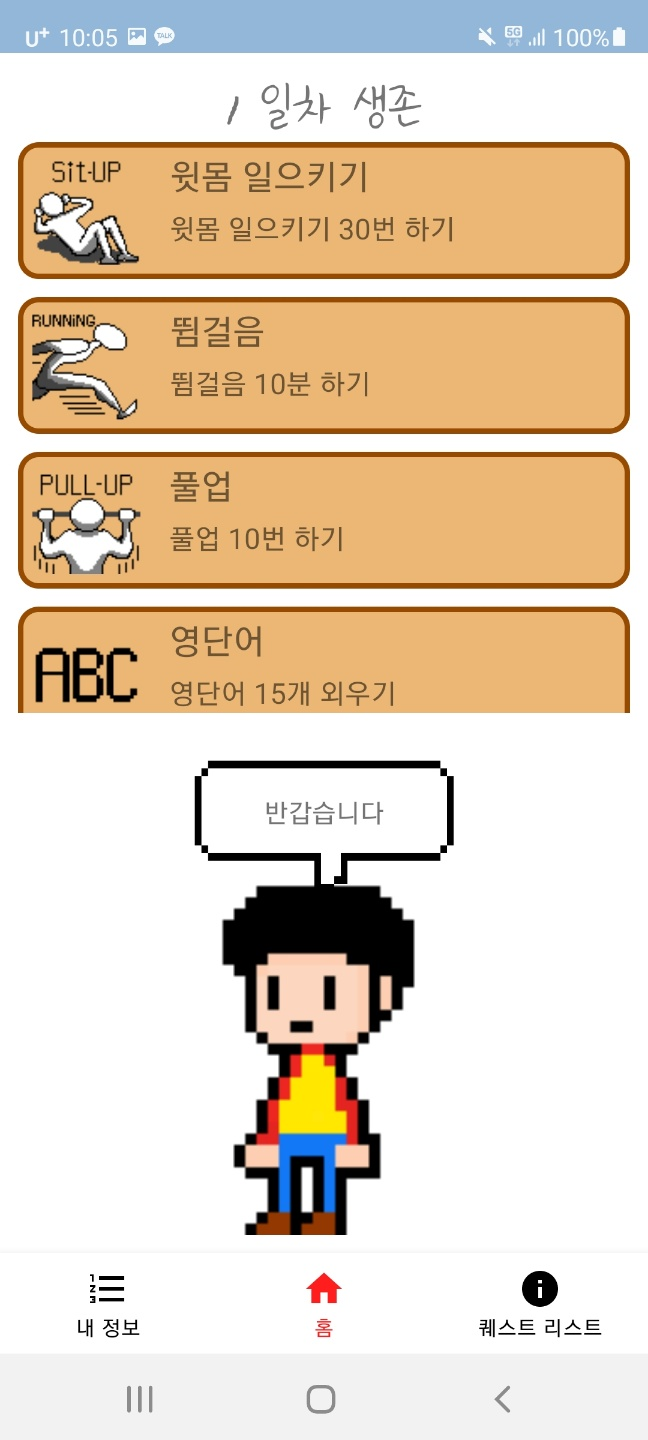 U+ 10:05 TALK 5G 100%
1일차 생존
Sit-UP
윗몸 일으키기
윗몸 일으키기 30번 하기
RUNNiNG
뜀걸음
뜀걸음 10분 하기
PULL-UP
풀업
풀업 10번 하기
ABC
영단어
영단어 15개 외우기
반갑습니다
1
2
3
내 정보
홈
퀘스트 리스트